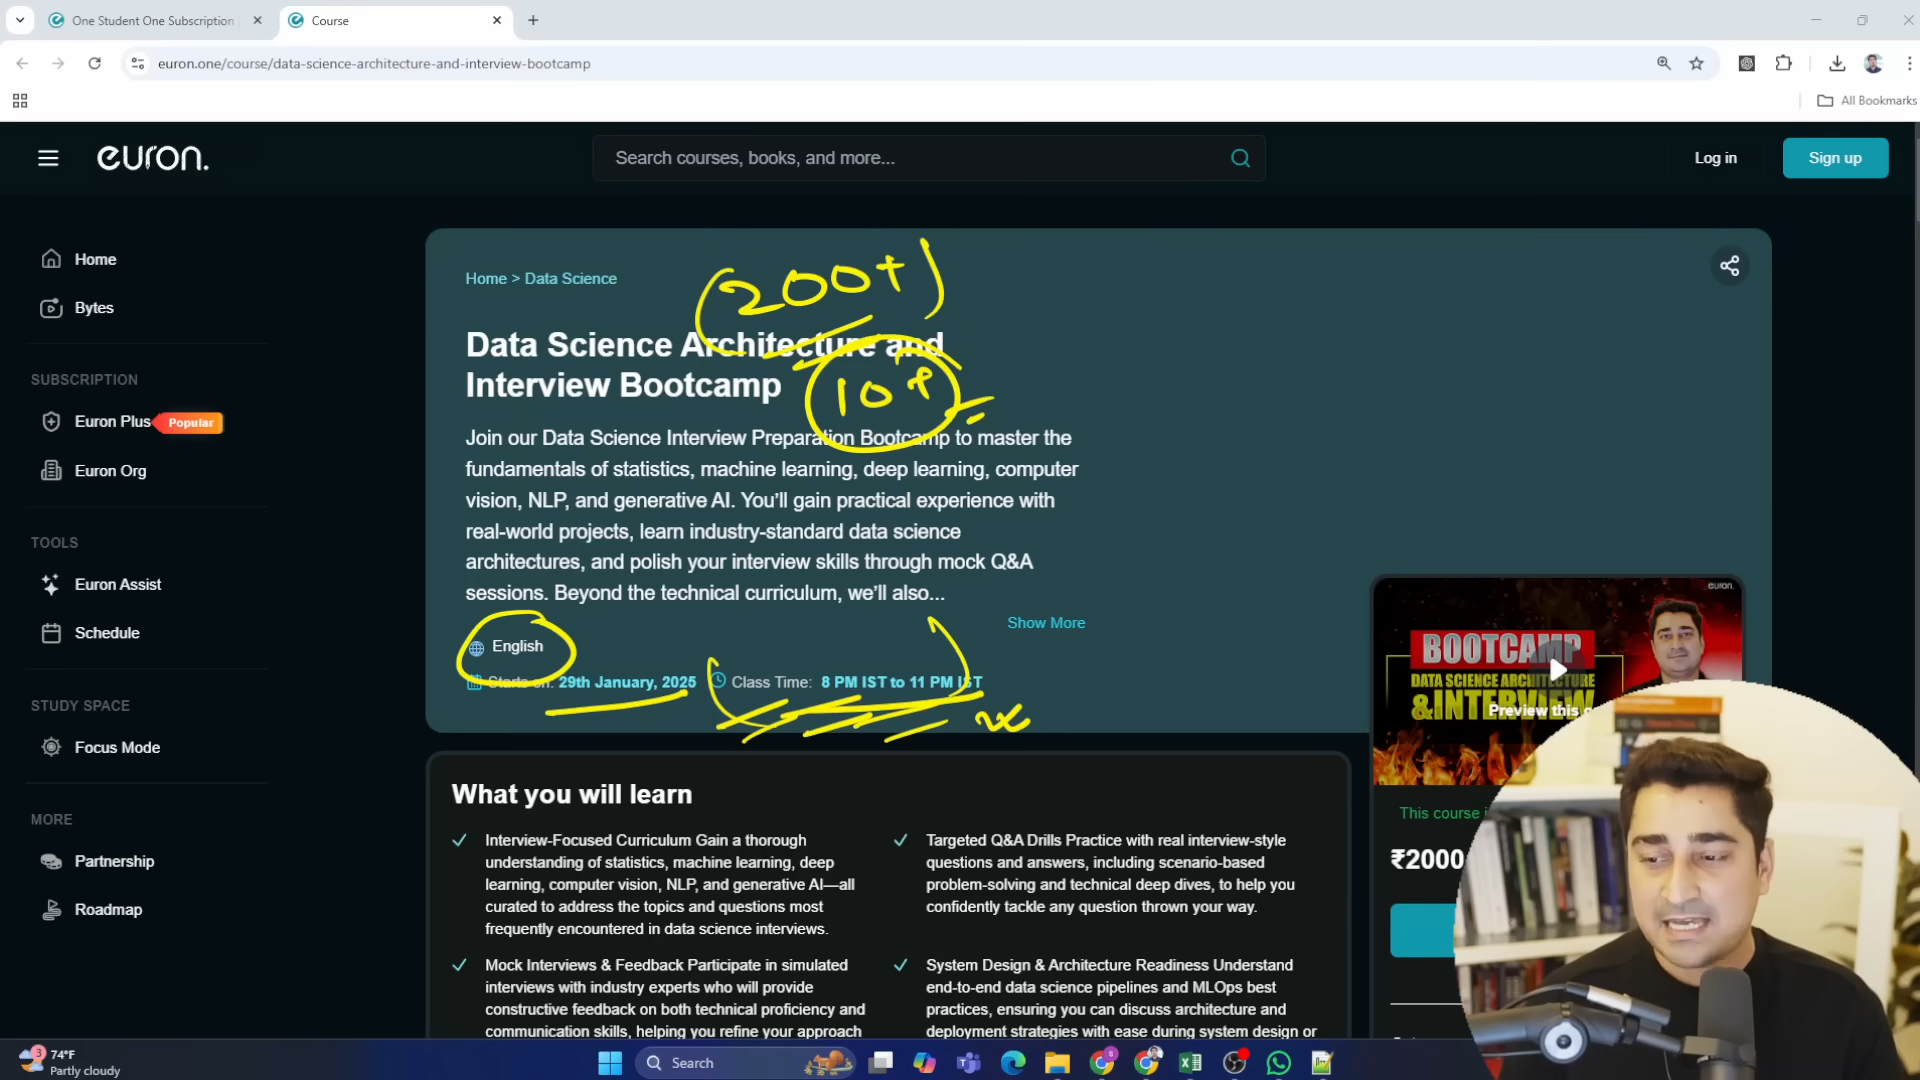 One Student One Subscription
Course
euron.one/course/data-science-architecture-and-interview-bootcamp
All Bookmarks
euron.
Search courses, books, and more...
Log in
Sign up
Home
Bytes
SUBSCRIPTION
Euron Plus
Popular
Euron Org
TOOLS
Euron Assist
Schedule
STUDY SPACE
Focus Mode
MORE
Partnership
Roadmap
Home > Data Science
(200+)
Data Science Architecture and
Interview Bootcamp
10+
Join our Data Science Interview Preparation Bootcamp to master the
fundamentals of statistics, machine learning, deep learning, computer
vision, NLP, and generative AI. You’ll gain practical experience with
real-world projects, learn industry-standard data science
architectures, and polish your interview skills through mock Q&A
sessions. Beyond the technical curriculum, we’ll also...
Show More
English
Starts on: 29th January, 2025
Class Time: 8 PM IST to 11 PM IST
euron.
BOOTCAMP
DATA SCIENCE ARCHITECTURE
& INTERVIEW
Preview this
This course
₹2000
What you will learn
Interview-Focused Curriculum Gain a thorough
understanding of statistics, machine learning, deep
learning, computer vision, NLP, and generative AI—all
curated to address the topics and questions most
frequently encountered in data science interviews.
Targeted Q&A Drills Practice with real interview-style
questions and answers, including scenario-based
problem-solving and technical deep dives, to help you
confidently tackle any question thrown your way.
Mock Interviews & Feedback Participate in simulated
interviews with industry experts who will provide
constructive feedback on both technical proficiency and
communication skills, helping you refine your approach
System Design & Architecture Readiness Understand
end-to-end data science pipelines and MLOps best
practices, ensuring you can discuss architecture and
deployment strategies with ease during system design or
3
74°F
Partly cloudy
Search